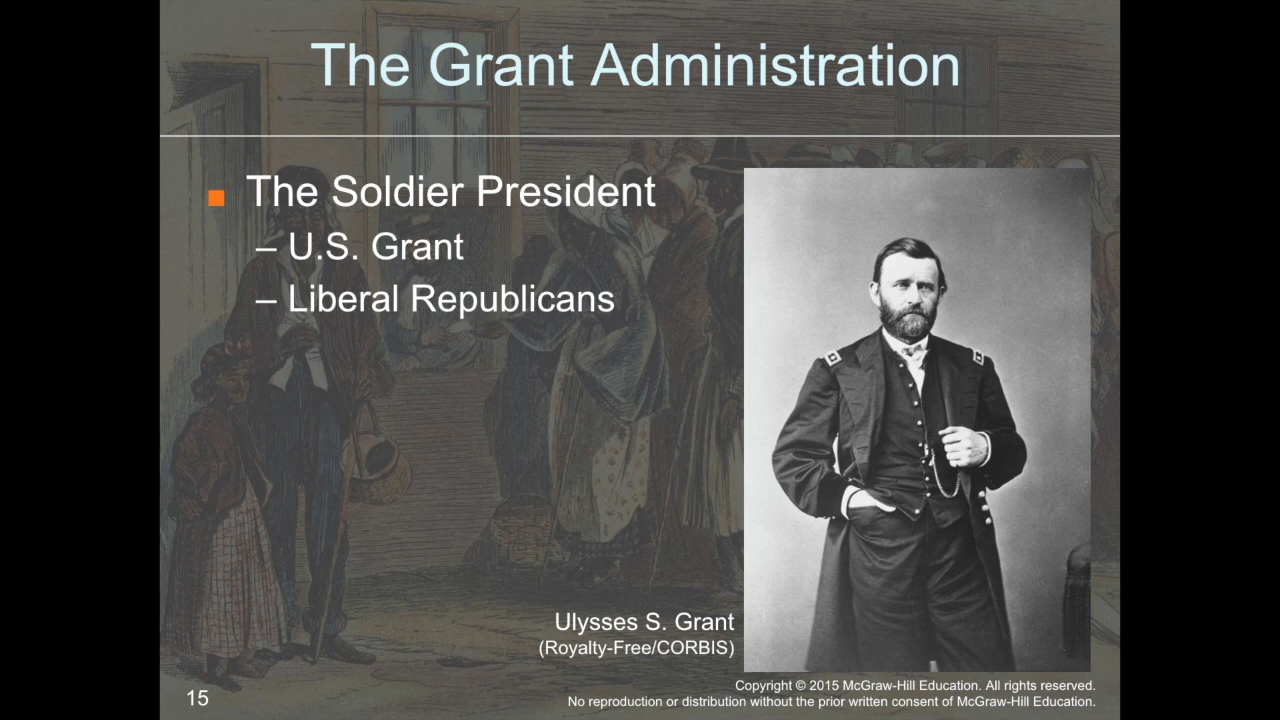 The Grant Administration
The Soldier President
– U.S. Grant
– Liberal Republicans
Ulysses S. Grant
(Royalty-Free/CORBIS)
Copyright © 2015 McGraw-Hill Education. All rights reserved.
No reproduction or distribution without the prior written consent of McGraw-Hill Education.
15